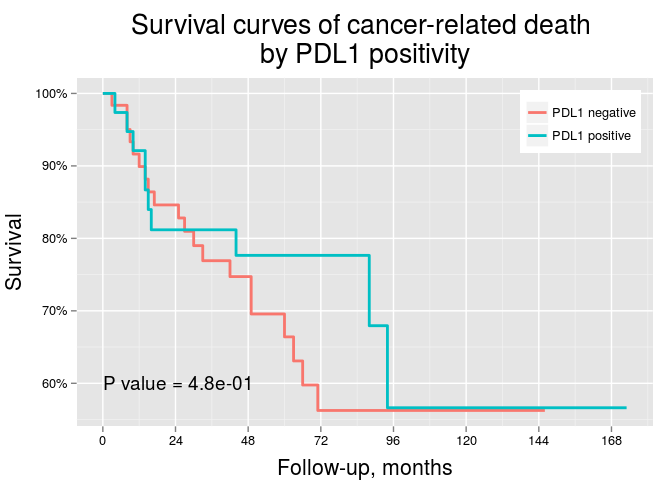 Survival curves of cancer-related death
by PDL1 positivity
PDL1 negative
PDL1 positive
Survival
100%
90%
80%
70%
60%
P value = 4.8e-01
0 24 48 72 96 120 144 168
Follow-up, months